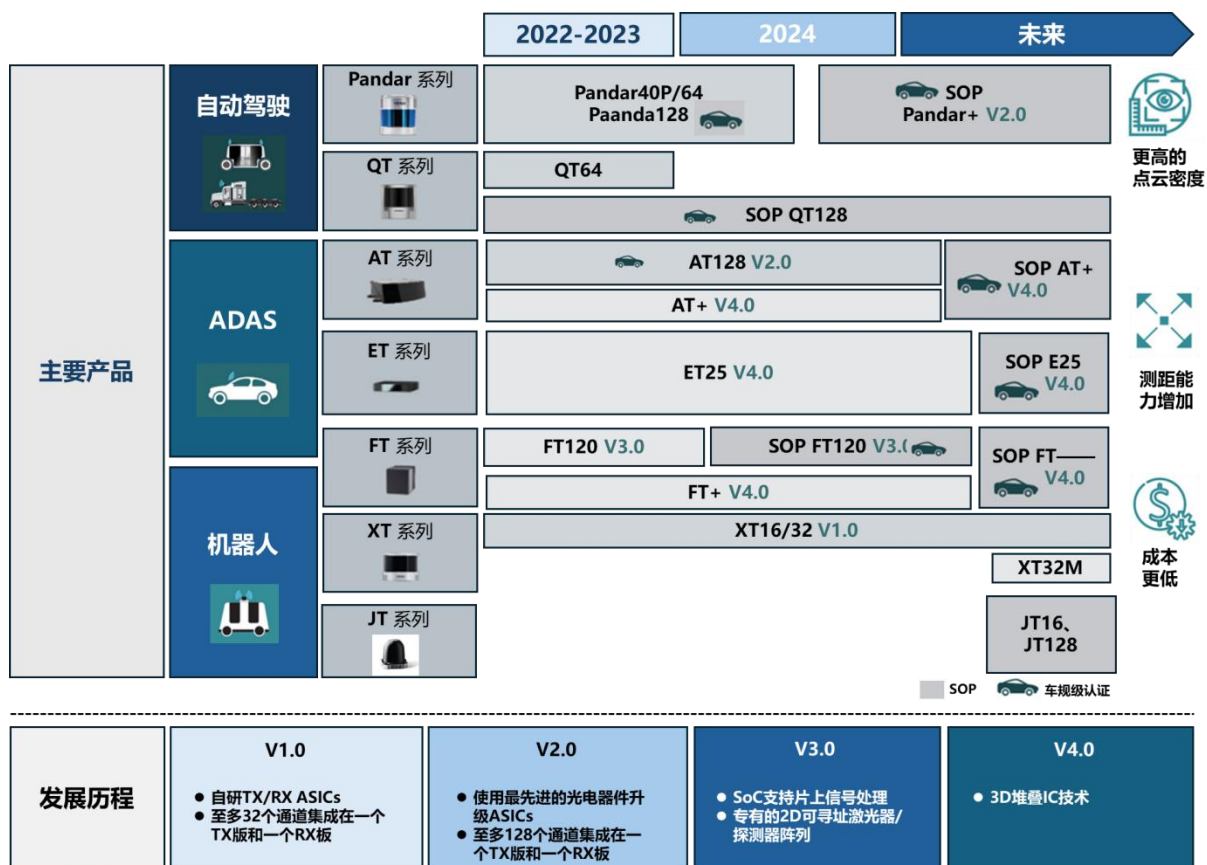 2022-2023
2024
未来
主要产品
自动驾驶
Pandar 系列
Pandar40P/64
Paanda128
SOP
Pandar+ V2.0
更高的
点云密度
QT 系列
QT64
SOP QT128
ADAS
AT 系列
AT128 V2.0
SOP AT+
V4.0
AT+ V4.0
ET 系列
ET25 V4.0
SOP E25
V4.0
测距能
力增加
FT 系列
FT120 V3.0
SOP FT120 V3.(
SOP FT——
V4.0
FT+ V4.0
机器人
XT 系列
XT16/32 V1.0
XT32M
成本
更低
JT 系列
JT16、
JT128
SOP
车规级认证
发展历程
V1.0
● 自研TX/RX ASICs
● 至多32个通道集成在一个
TX版和一个RX板
V2.0
● 使用最先进的光电器件升
级ASICs
● 至多128个通道集成在一
个TX版和一个RX板
V3.0
● SoC支持片上信号处理
● 专有的2D可寻址激光器/
探测器阵列
V4.0
● 3D堆叠IC技术